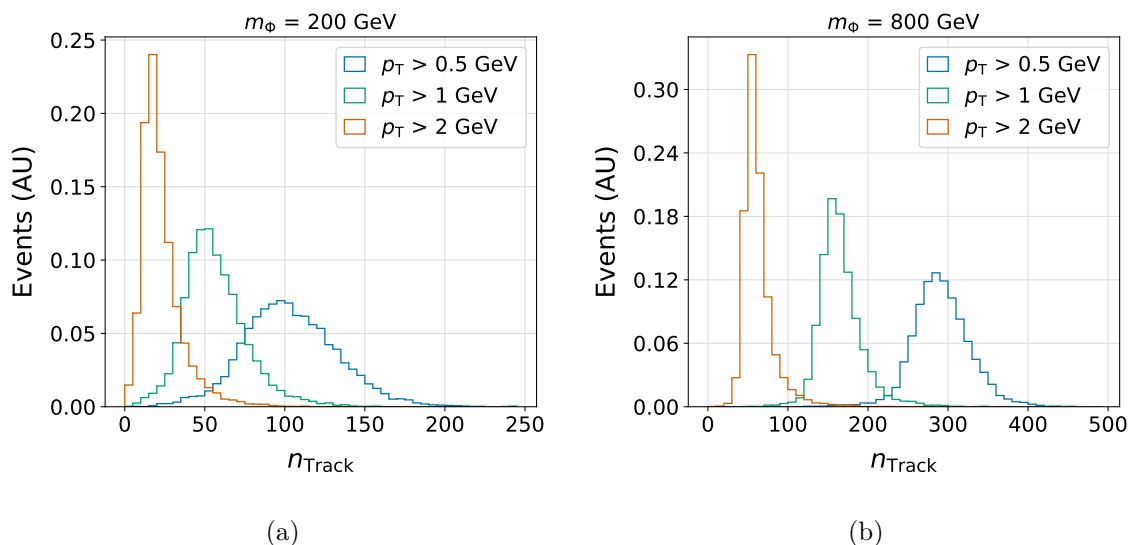 m_Φ = 200 GeV
0.25
0.20
0.15
0.10
0.05
0.00
Events (AU)
p_T > 0.5 GeV
p_T > 1 GeV
p_T > 2 GeV
0 50 100 150 200 250
n_Track
(a)
m_Φ = 800 GeV
0.30
0.24
0.18
0.12
0.06
0.00
Events (AU)
p_T > 0.5 GeV
p_T > 1 GeV
p_T > 2 GeV
0 100 200 300 400 500
n_Track
(b)